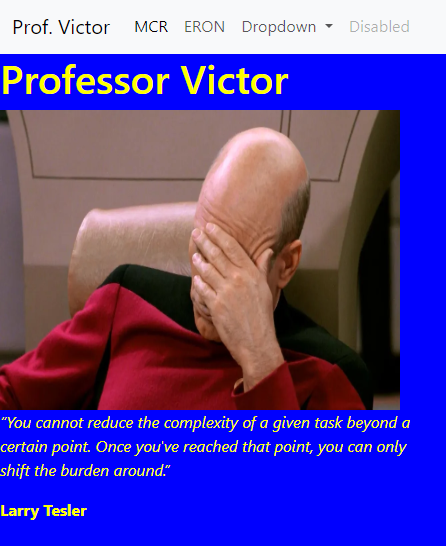 Prof. Victor MCR ERON Dropdown Disabled
Professor Victor
“You cannot reduce the complexity of a given task beyond a
certain point. Once you've reached that point, you can only
shift the burden around.”
Larry Tesler